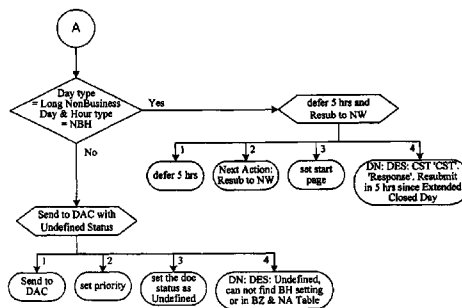 A
Day type
= Long NonBusiness
Day & Hour type
= NBH
Yes
No
defer 5 hrs and
Resub to NW
1
2
3
4
defer 5 hrs
Next Action:
Resub to NW
set start
page
DN: DES: CST 'CST'.
'Response'. Resubmit
in 5 hrs since Extended
Closed Day
Send to DAC with
Undefined Status
1
2
3
4
Send to
DAC
set priority
set the doe
status as
Undefined
DN: DES: Undefined,
can not find BH setting
or in BZ & NA Table